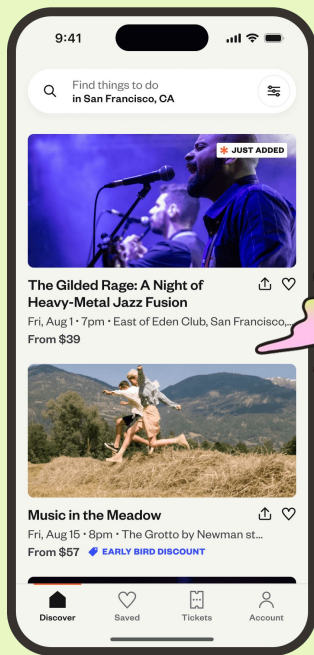 9:41
Find things to do
in San Francisco, CA
JUST ADDED
The Gilded Rage: A Night of
Heavy-Metal Jazz Fusion
Fri, Aug 1 • 7pm • East of Eden Club, San Francisco,...
From $39
Music in the Meadow
Fri, Aug 15 • 8pm • The Grotto by Newman st...
From $57 EARLY BIRD DISCOUNT
Discover Saved Tickets Account